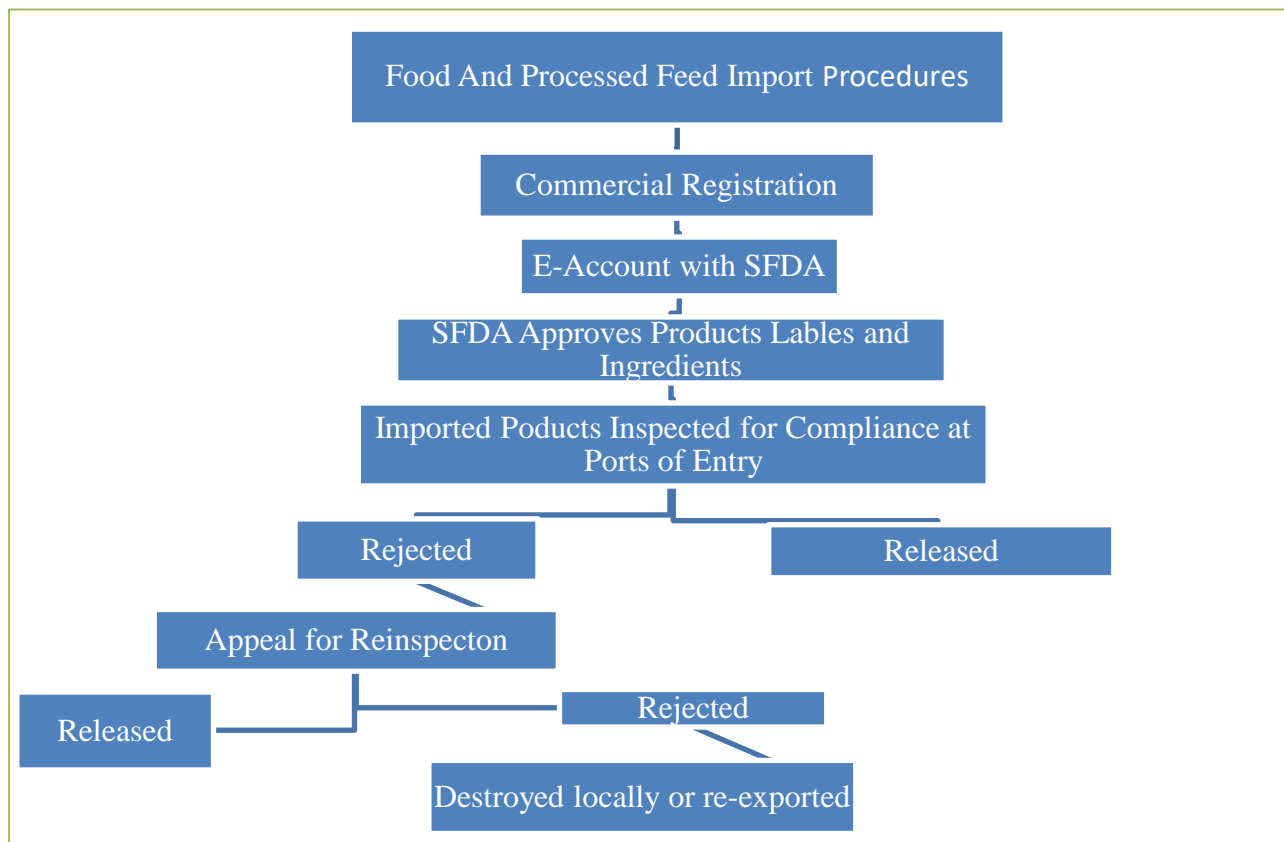 Food And Processed Feed Import Procedures
Commercial Registration
E-Account with SFDA
SFDA Approves Products Lables and
Ingredients
Imported Poducts Inspected for Compliance at
Ports of Entry
Rejected
Released
Appeal for Reinspecton
Released
Rejected
Destroyed locally or re-exported